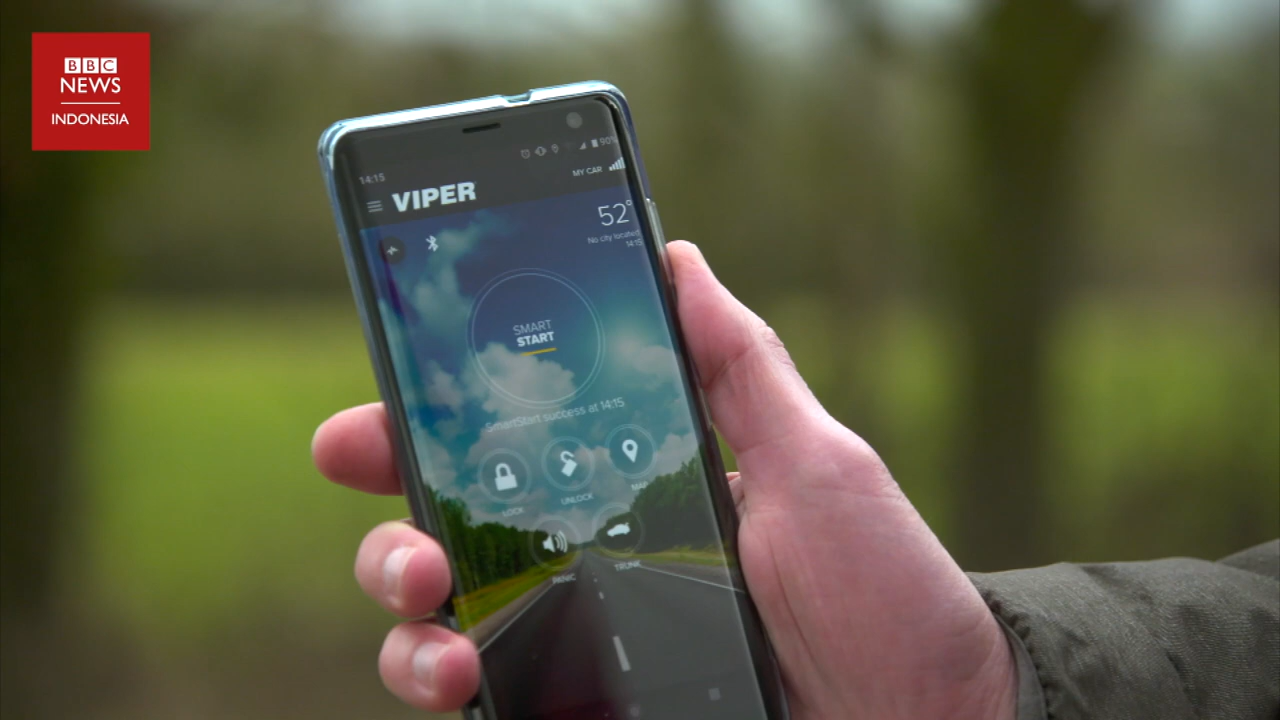 BBC
NEWS
INDONESIA
14:15
90%
MY CAR
VIPER
52°
No city located
14:15
SMART
START
SmartStart success at 14:15
LOCK
UNLOCK
MAP
PANIC
TRUNK